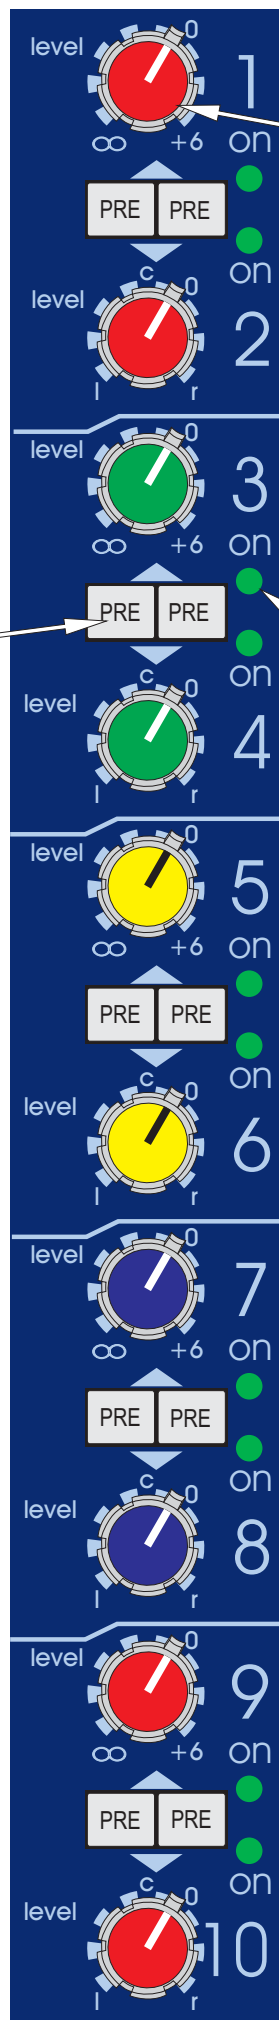 level 0 1
∞ +6 on
PRE PRE
c on
level 0 2
l r
level 0 3
∞ +6 on
PRE PRE
c on
level 0 4
l r
level 0 5
∞ +6 on
PRE PRE
c on
level 0 6
l r
level 0 7
∞ +6 on
PRE PRE
c on
level 0 8
l r
level 0 9
∞ +6 on
PRE PRE
c on
level 0 10
l r